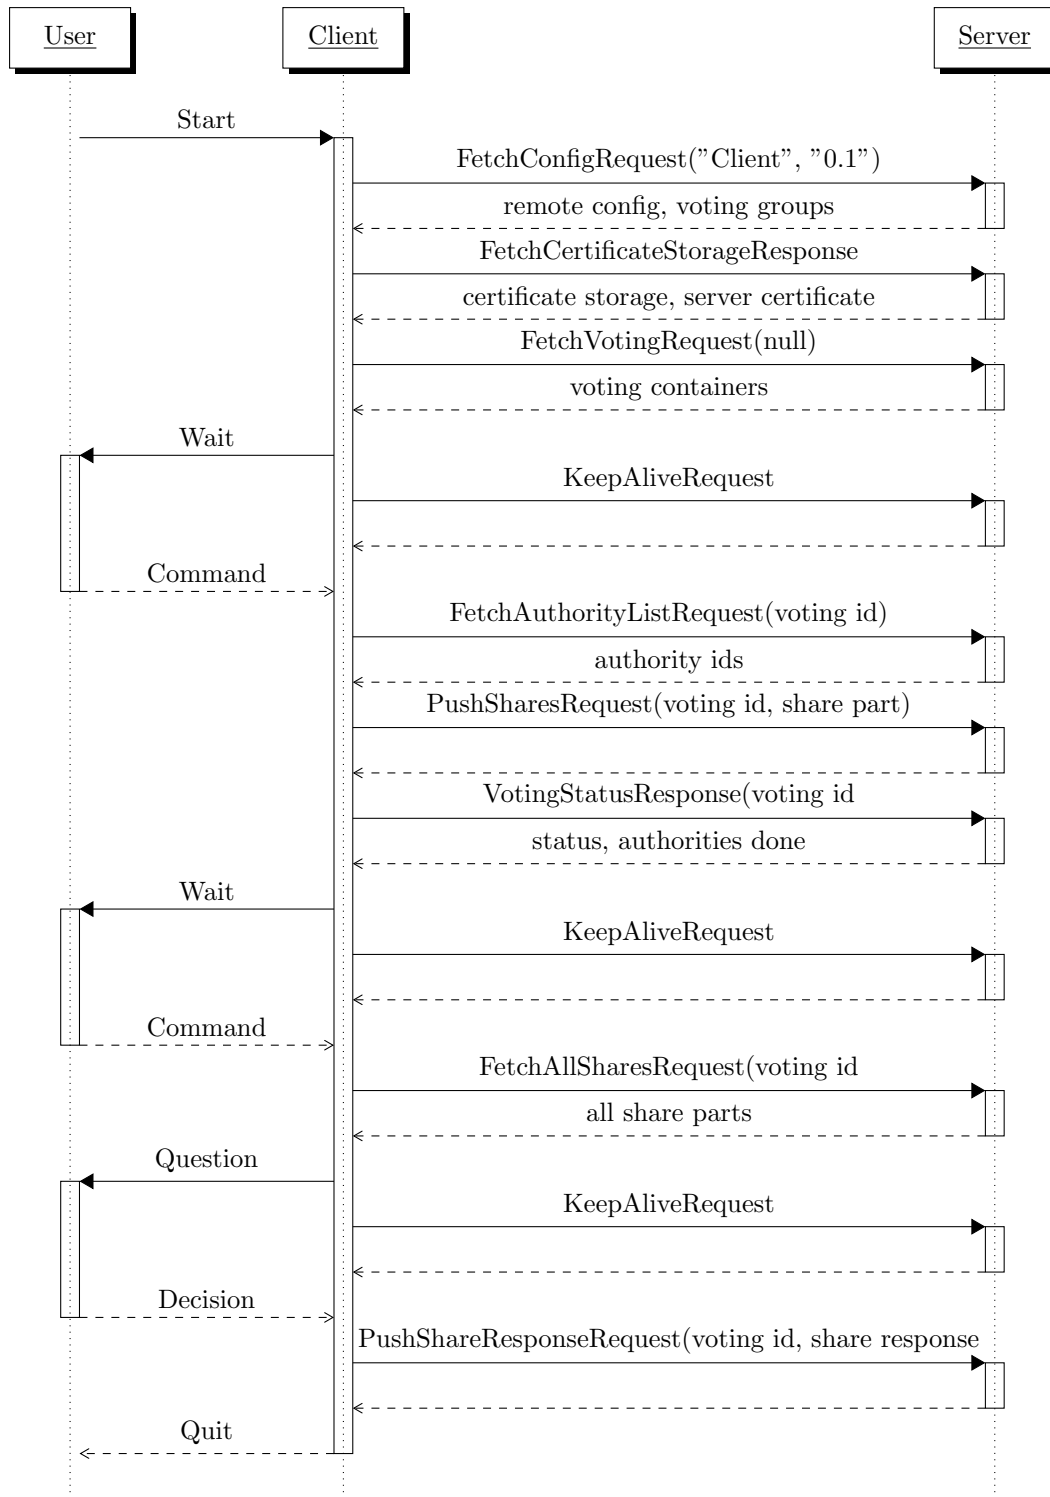 User
Client
Server
Start
FetchConfigRequest(”Client”, ”0.1”)
remote config, voting groups
FetchCertificateStorageResponse
certificate storage, server certificate
FetchVotingRequest(null)
voting containers
Wait
KeepAliveRequest
Command
FetchAuthorityListRequest(voting id)
authority ids
PushSharesRequest(voting id, share part)
VotingStatusResponse(voting id
status, authorities done
Wait
KeepAliveRequest
Command
FetchAllSharesRequest(voting id
all share parts
Question
KeepAliveRequest
Decision
PushShareResponseRequest(voting id, share response
Quit